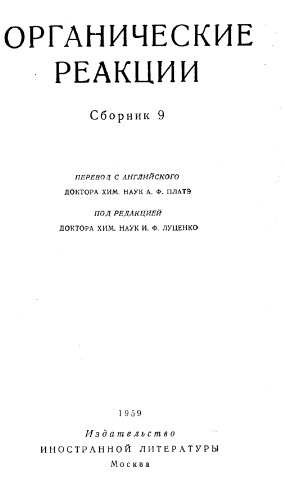 ОРГАНИЧЕСКИЕ
РЕАКЦИИ
Сборник 9
ПЕРЕВОД С АНГЛИЙСКОГО
ДОКТОРА ХИМ. НАУК А. Ф. ПЛАТЭ
ПОД РЕДАКЦИЕЙ
ДОКТОРА ХИМ. НАУК И. Ф. ЛУЦЕНКО
1959
Издательство
ИНОСТРАННОЙ ЛИТЕРАТУРЫ
Москва